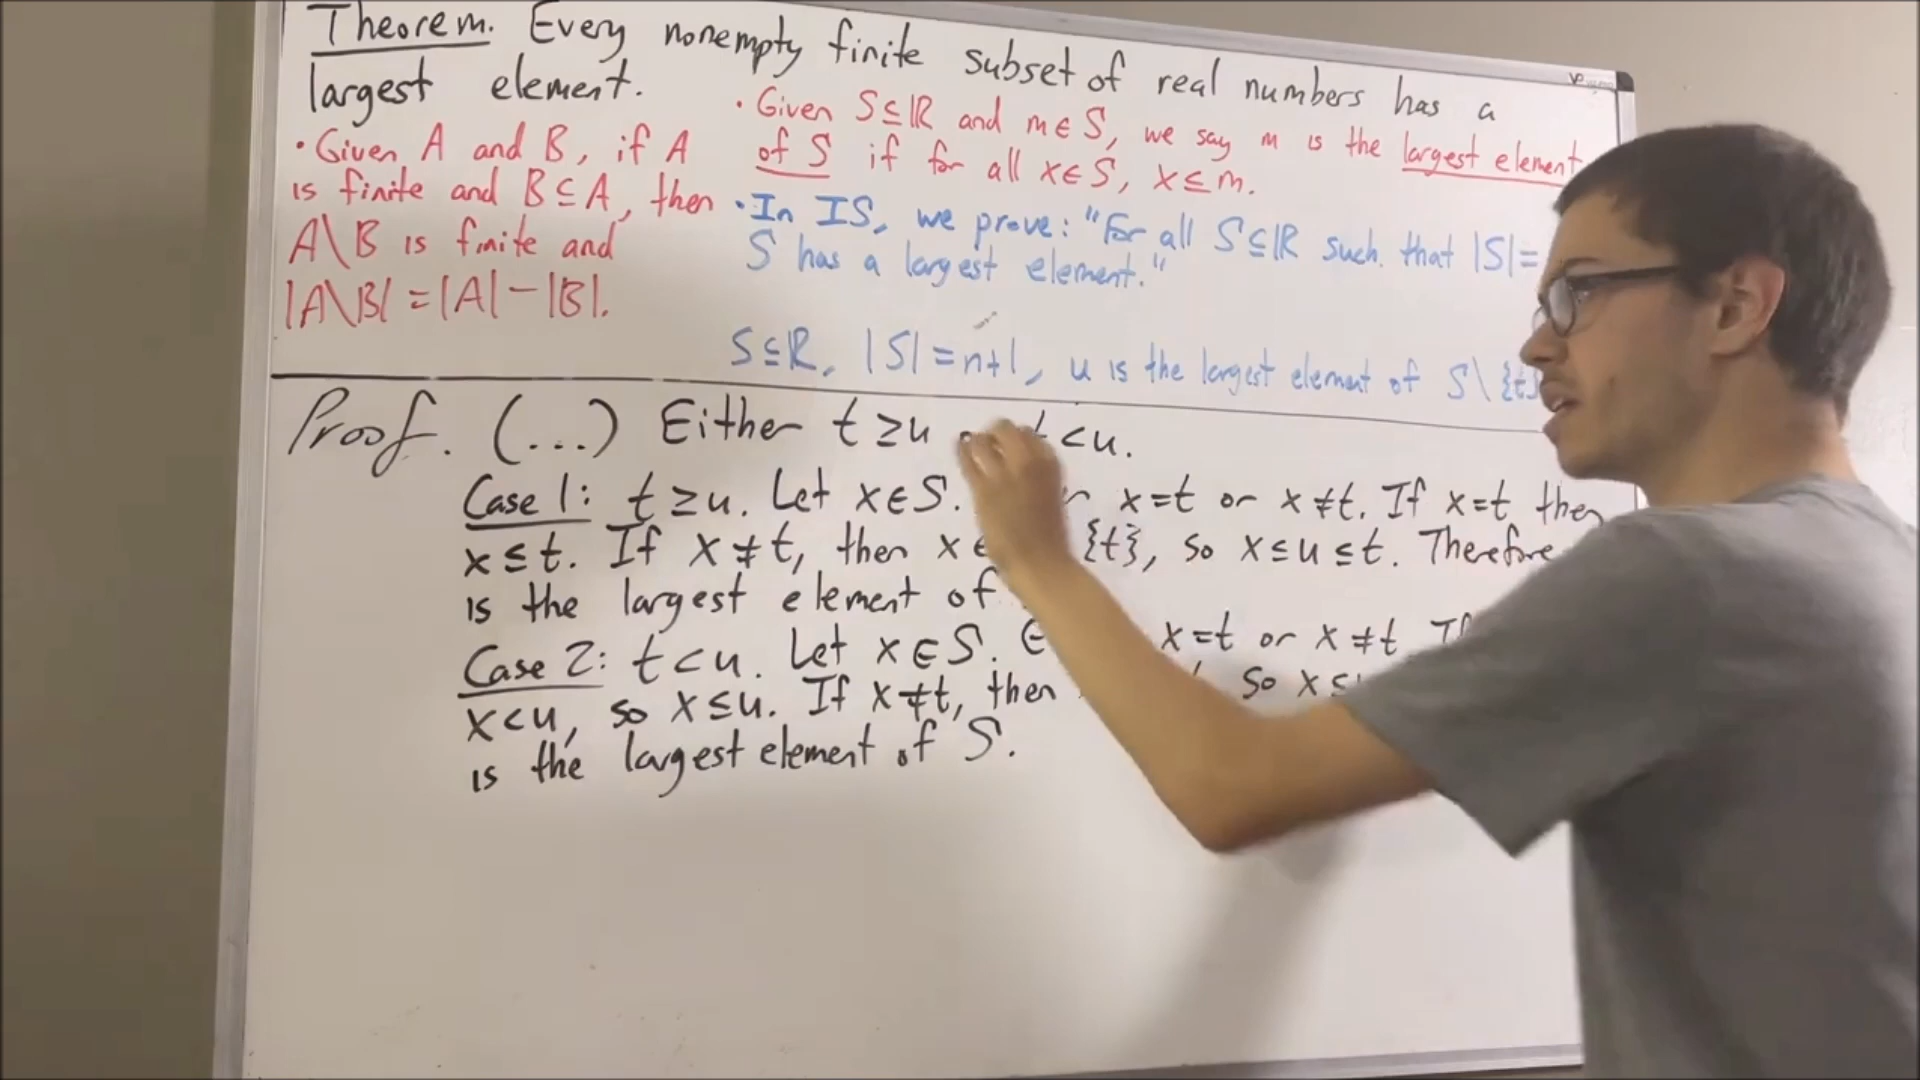 Theorem. Every nonempty finite subset of real numbers has a
largest element.
• Given A and B, if A
is finite and B⊆A, then
A\B is finite and
|A\B| = |A| − |B|.
• Given S⊆ℝ and m∈S, we say m is the largest element
of S if for all x∈S, x≤m.
• In IS, we prove: "For all S⊆ℝ such that |S|=
S has a largest element."
S⊆ℝ, |S|=n+1, u is the largest element of S\{t}
Proof. (...) Either t≥u t<u.
Case 1: t≥u. Let x∈S. x=t or x≠t. If x=t then
x≤t. If x≠t, then x∈ {t}, so x≤u≤t. Therefore
is the largest element of
Case 2: t<u. Let x∈S. x=t or x≠t
x<u, so x≤u. If x≠t, then so x≤
is the largest element of S.